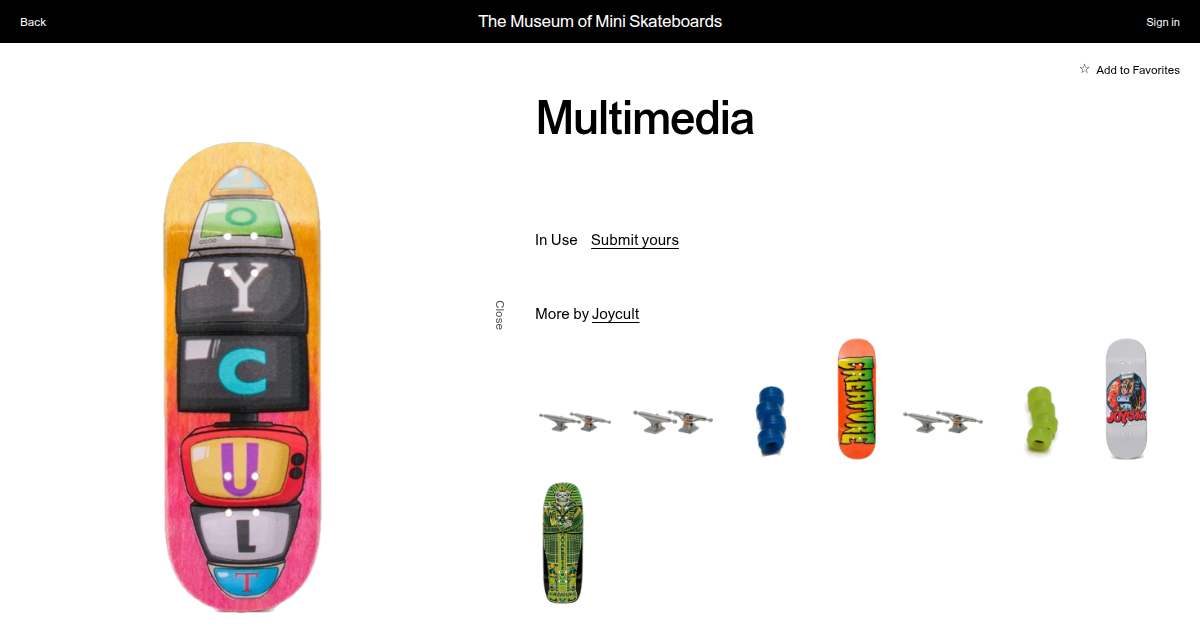 Back
The Museum of Mini Skateboards
Sign in
☆ Add to Favorites
Multimedia
In Use Submit yours
Close
More by Joycult
J
O
Y
C
U
L
T
CREATURE
Joycult